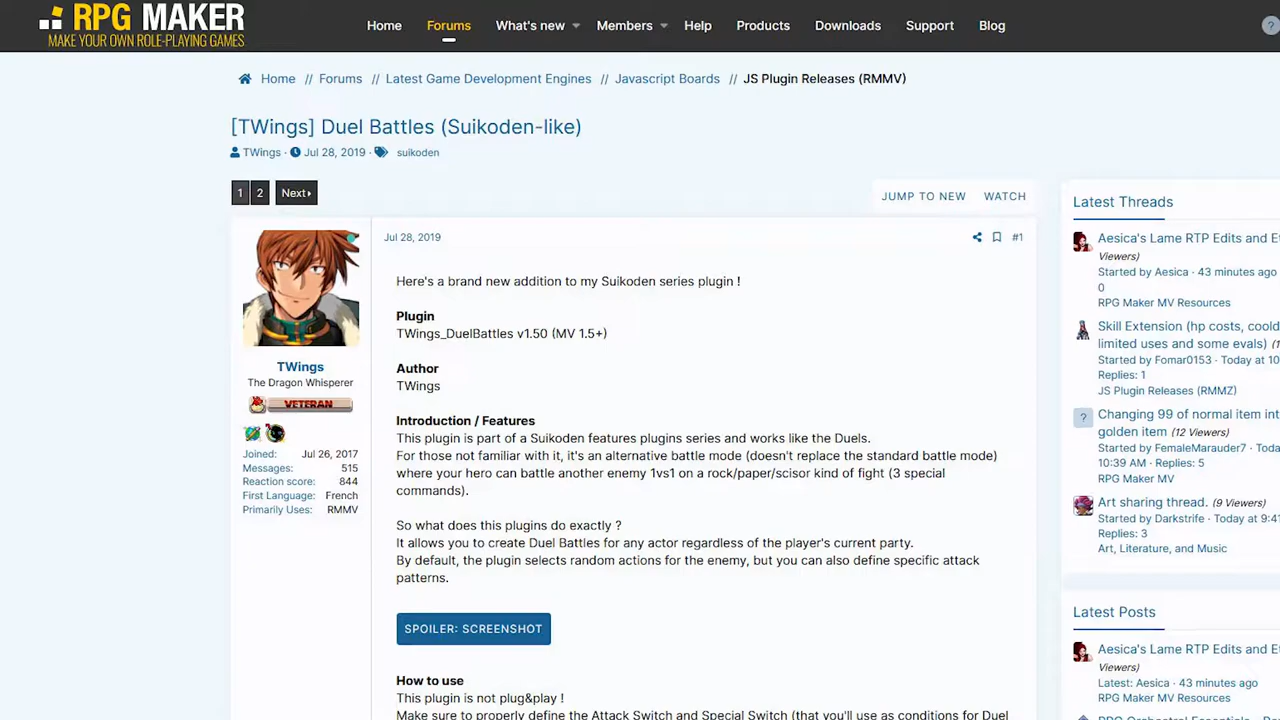 RPG MAKER
MAKE YOUR OWN ROLE-PLAYING GAMES
Home Forums What's new Members Help Products Downloads Support Blog
Home // Forums // Latest Game Development Engines // Javascript Boards // JS Plugin Releases (RMMV)
[TWings] Duel Battles (Suikoden-like)
TWings · Jul 28, 2019 · suikoden
1 2 Next
JUMP TO NEW WATCH
Jul 28, 2019 #1
TWings
The Dragon Whisperer
VETERAN
Joined: Jul 26, 2017
Messages: 515
Reaction score: 844
First Language: French
Primarily Uses: RMMV
Here's a brand new addition to my Suikoden series plugin !
Plugin
TWings_DuelBattles v1.50 (MV 1.5+)
Author
TWings
Introduction / Features
This plugin is part of a Suikoden features plugins series and works like the Duels.
For those not familiar with it, it's an alternative battle mode (doesn't replace the standard battle mode)
where your hero can battle another enemy 1vs1 on a rock/paper/scisor kind of fight (3 special
commands).
So what does this plugins do exactly ?
It allows you to create Duel Battles for any actor regardless of the player's current party.
By default, the plugin selects random actions for the enemy, but you can also define specific attack
patterns.
SPOILER: SCREENSHOT
How to use
This plugin is not plug&play !
Make sure to properly define the Attack Switch and Special Switch (that you'll use as conditions for Duel
Latest Threads
Aesica's Lame RTP Edits and
Viewers)
Started by Aesica · 43 minutes ago
0
RPG Maker MV Resources
Skill Extension (hp costs,
limited uses and some evals)
Started by Fomar0153 · Today at
Replies: 1
JS Plugin Releases (RMMZ)
?
Changing 99 of normal item
golden item (12 Viewers)
Started by FemaleMarauder7 ·
10:39 AM · Replies: 5
RPG Maker MV
Art sharing thread. (9 Viewers)
Started by Darkstrife · Today at
Replies: 3
Art, Literature, and Music
Latest Posts
Aesica's Lame RTP Edits and
Viewers)
Latest: Aesica · 43 minutes ago
RPG Maker MV Resources